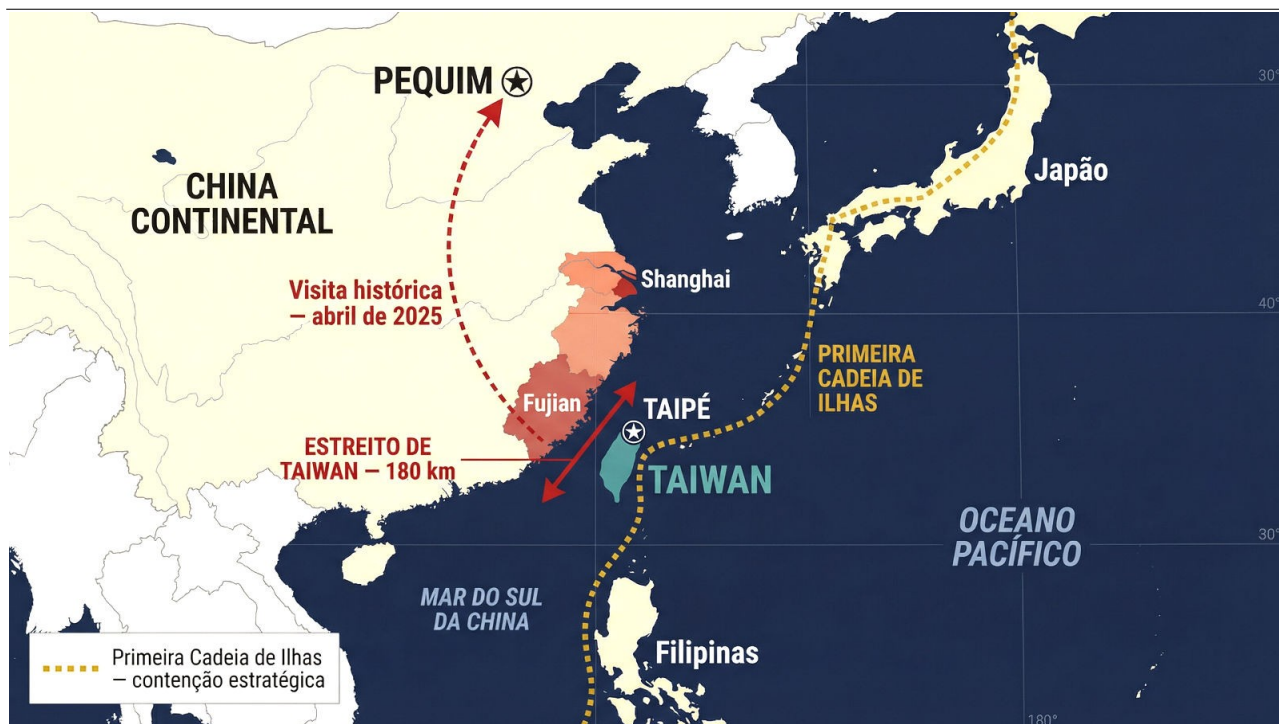 PEQUIM
30°
CHINA
CONTINENTAL
Japão
Visita histórica
— abril de 2025
Shanghai
40°
PRIMEIRA
CADEIA DE
ILHAS
Fujian
TAIPÉ
ESTREITO DE
TAIWAN — 180 km
TAIWAN
OCEANO
PACÍFICO
30°
MAR DO SUL
DA CHINA
Filipinas
Primeira Cadeia de Ilhas
— contenção estratégica
180°